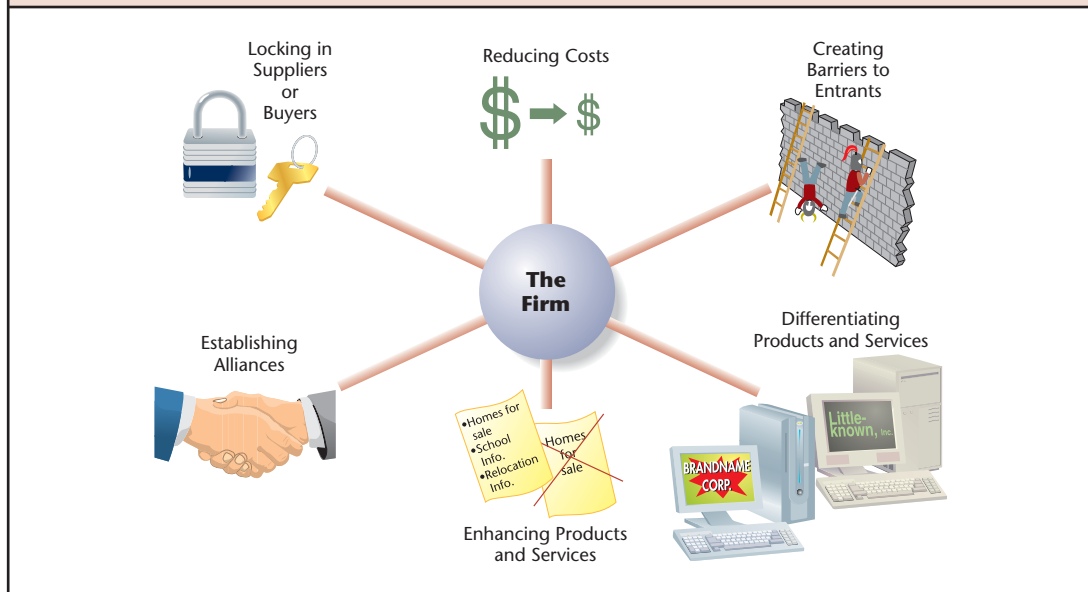 Locking in
Suppliers
or
Buyers
Reducing Costs
$ $
Creating
Barriers to
Entrants
The
Firm
Establishing
Alliances
Differentiating
Products and Services
•Homes for
sale
•School
Info.
•Relocation
Info.
Homes
for
sale
Little-
known, Inc.
BRANDNAME
CORP.
Enhancing Products
and Services